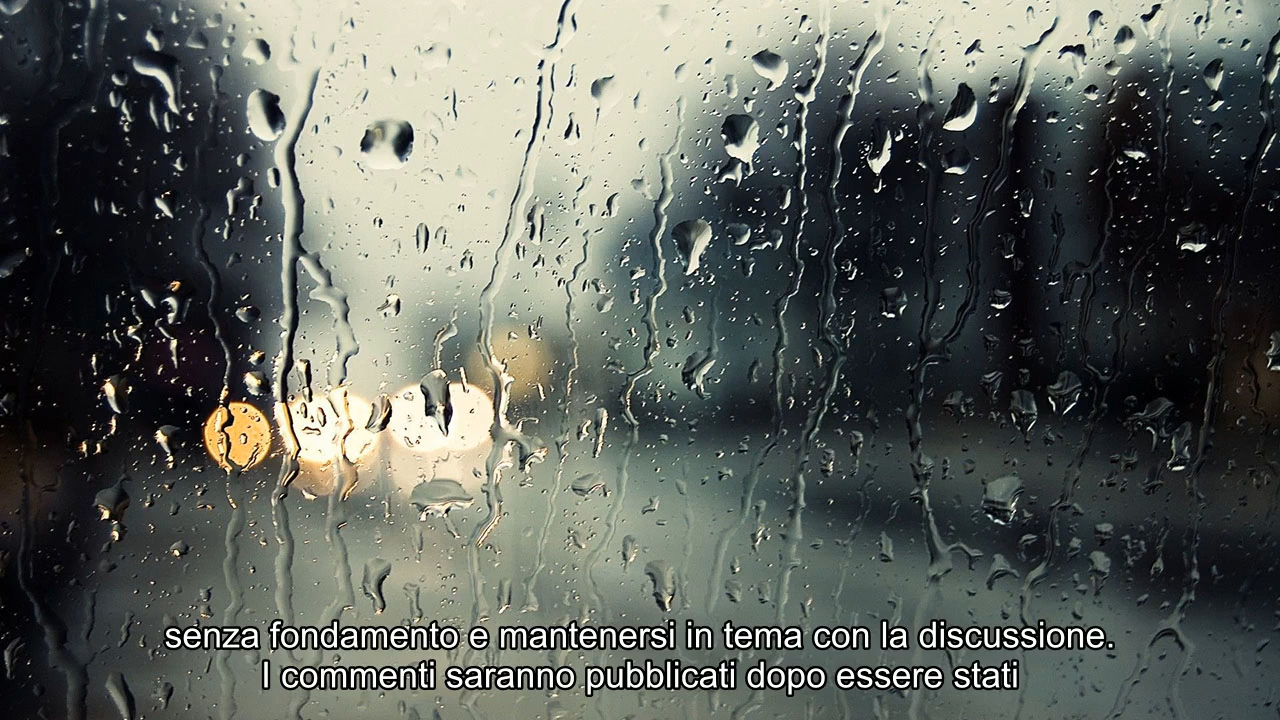 senza fondamento e mantenersi in tema con la discussione.
I commenti saranno pubblicati dopo essere stati